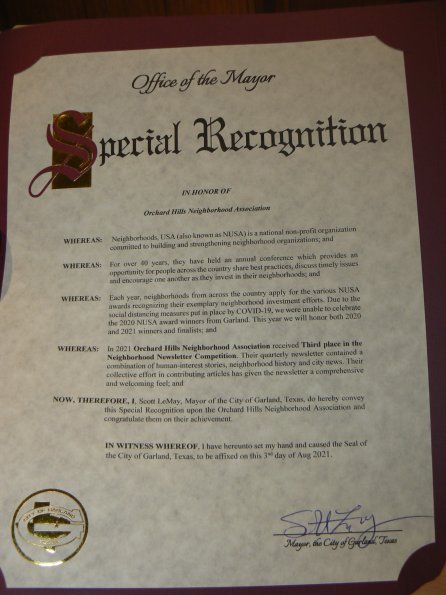 Office of the Mayor
Special Recognition
IN HONOR OF
Orchard Hills Neighborhood Association
WHEREAS: Neighborhoods, USA (also known as NUSA) is a national non-profit organization
committed to building and strengthening neighborhood organizations; and
WHEREAS: For over 40 years, they have held an annual conference which provides an
opportunity for people across the country share best practices, discuss timely issues
and encourage one another as they invest in their neighborhoods; and
WHEREAS: Each year, neighborhoods from across the country apply for the various NUSA
awards recognizing their exemplary neighborhood investment efforts. Due to the
social distancing measures put in place by COVID-19, we were unable to celebrate
the 2020 NUSA award winners from Garland. This year we will honor both 2020
and 2021 winners and finalists; and
WHEREAS: In 2021 Orchard Hills Neighborhood Association received Third place in the
Neighborhood Newsletter Competition. Their quarterly newsletter contained a
combination of human-interest stories, neighborhood history and city news. Their
collective effort in contributing articles has given the newsletter a comprehensive
and welcoming feel; and
NOW, THEREFORE, I, Scott LeMay, Mayor of the City of Garland, Texas, do hereby convey
this Special Recognition upon the Orchard Hills Neighborhood Association and
congratulate them on their achievement.
IN WITNESS WHEREOF, I have hereunto set my hand and caused the Seal of
the City of Garland, Texas, to be affixed on this 3rd day of Aug 2021.
CITY OF GARLAND
Mayor, the City of Garland, Texas